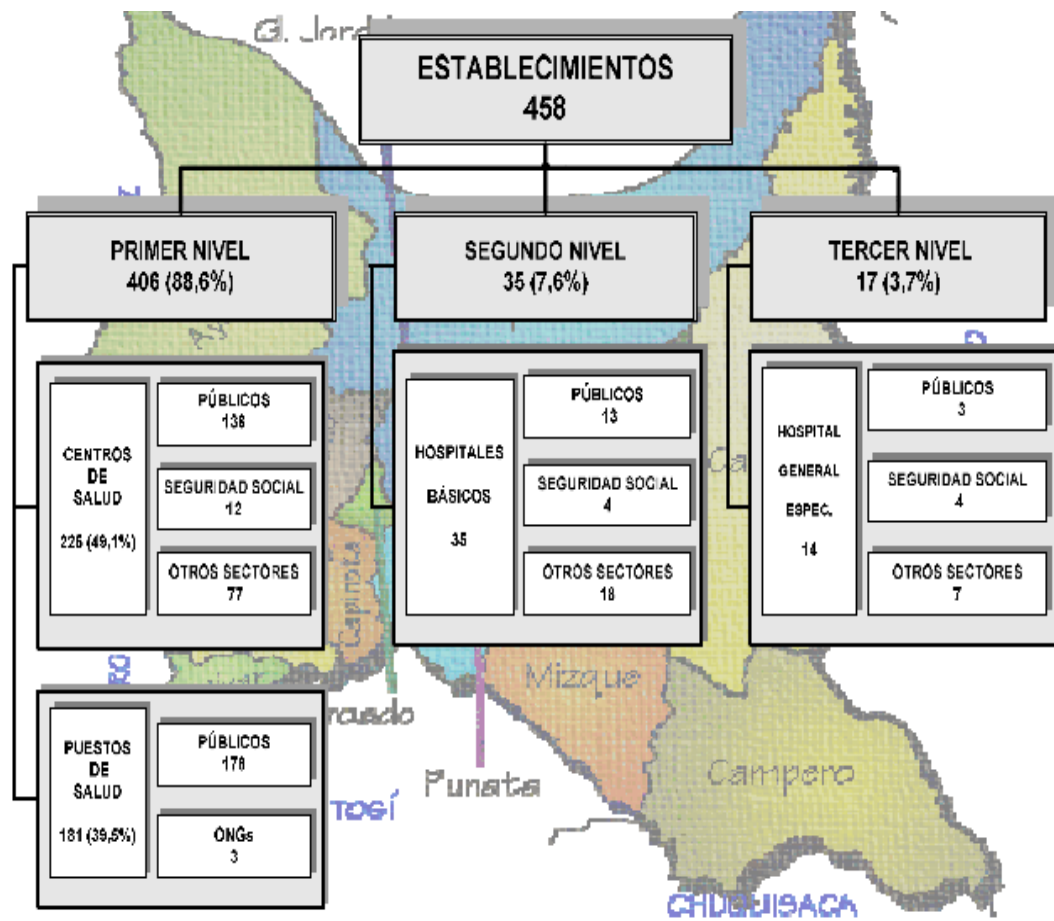 G. Jord
ESTABLECIMIENTOS
458
PRIMER NIVEL
406 (88,6%)
SEGUNDO NIVEL
35 (7,6%)
TERCER NIVEL
17 (3,7%)
Ay
CENTROS
DE
SALUD
225 (49,1%)
PÚBLICOS
136
SEGURIDAD SOCIAL
12
OTROS SECTORES
77
HOSPITALES
BÁSICOS
35
PÚBLICOS
13
SEGURIDAD SOCIAL
4
OTROS SECTORES
18
HOSPITAL
GENERAL
ESPEC.
14
PÚBLICOS
3
SEGURIDAD SOCIAL
4
OTROS SECTORES
7
Capinota
Mizque
PUESTOS
DE
SALUD
181 (39,5%)
PÚBLICOS
178
ONGs
3
Punata
Campero
TOSÍ
CHUQUISACA